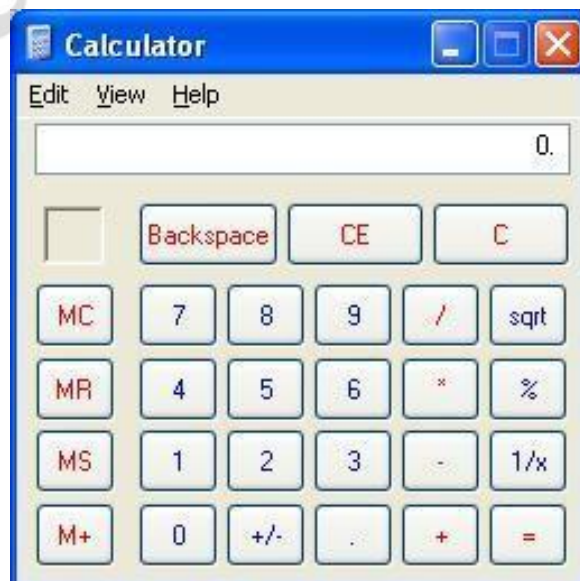 Calculator
Edit View Help
0.
Backspace CE C
MC 7 8 9 / sqrt
MR 4 5 6 * %
MS 1 2 3 - 1/x
M+ 0 +/- . + =